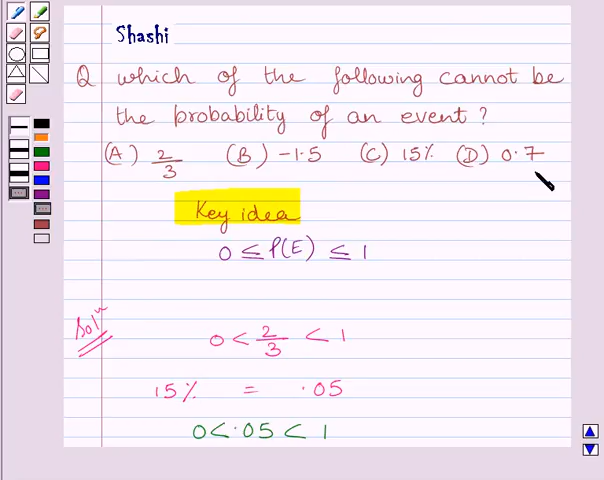 Shashi
Q which of the following cannot be
the probability of an event?
(A) 2/3 (B) -1.5 (C) 15% (D) 0.7
Key idea
0 ≤ P(E) ≤ 1
Solⁿ
0 < 2/3 < 1
15% = .05
0 < .05 < 1